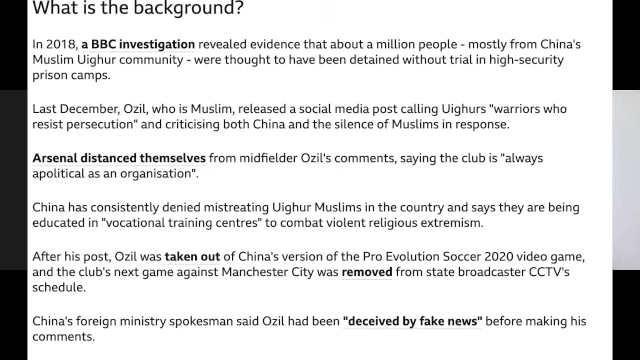 What is the background?
In 2018, a BBC investigation revealed evidence that about a million people - mostly from China's
Muslim Uighur community - were thought to have been detained without trial in high-security
prison camps.
Last December, Ozil, who is Muslim, released a social media post calling Uighurs "warriors who
resist persecution" and criticising both China and the silence of Muslims in response.
Arsenal distanced themselves from midfielder Ozil's comments, saying the club is "always
apolitical as an organisation".
China has consistently denied mistreating Uighur Muslims in the country and says they are being
educated in "vocational training centres" to combat violent religious extremism.
After his post, Ozil was taken out of China's version of the Pro Evolution Soccer 2020 video game,
and the club's next game against Manchester City was removed from state broadcaster CCTV's
schedule.
China's foreign ministry spokesman said Ozil had been "deceived by fake news" before making his
comments.